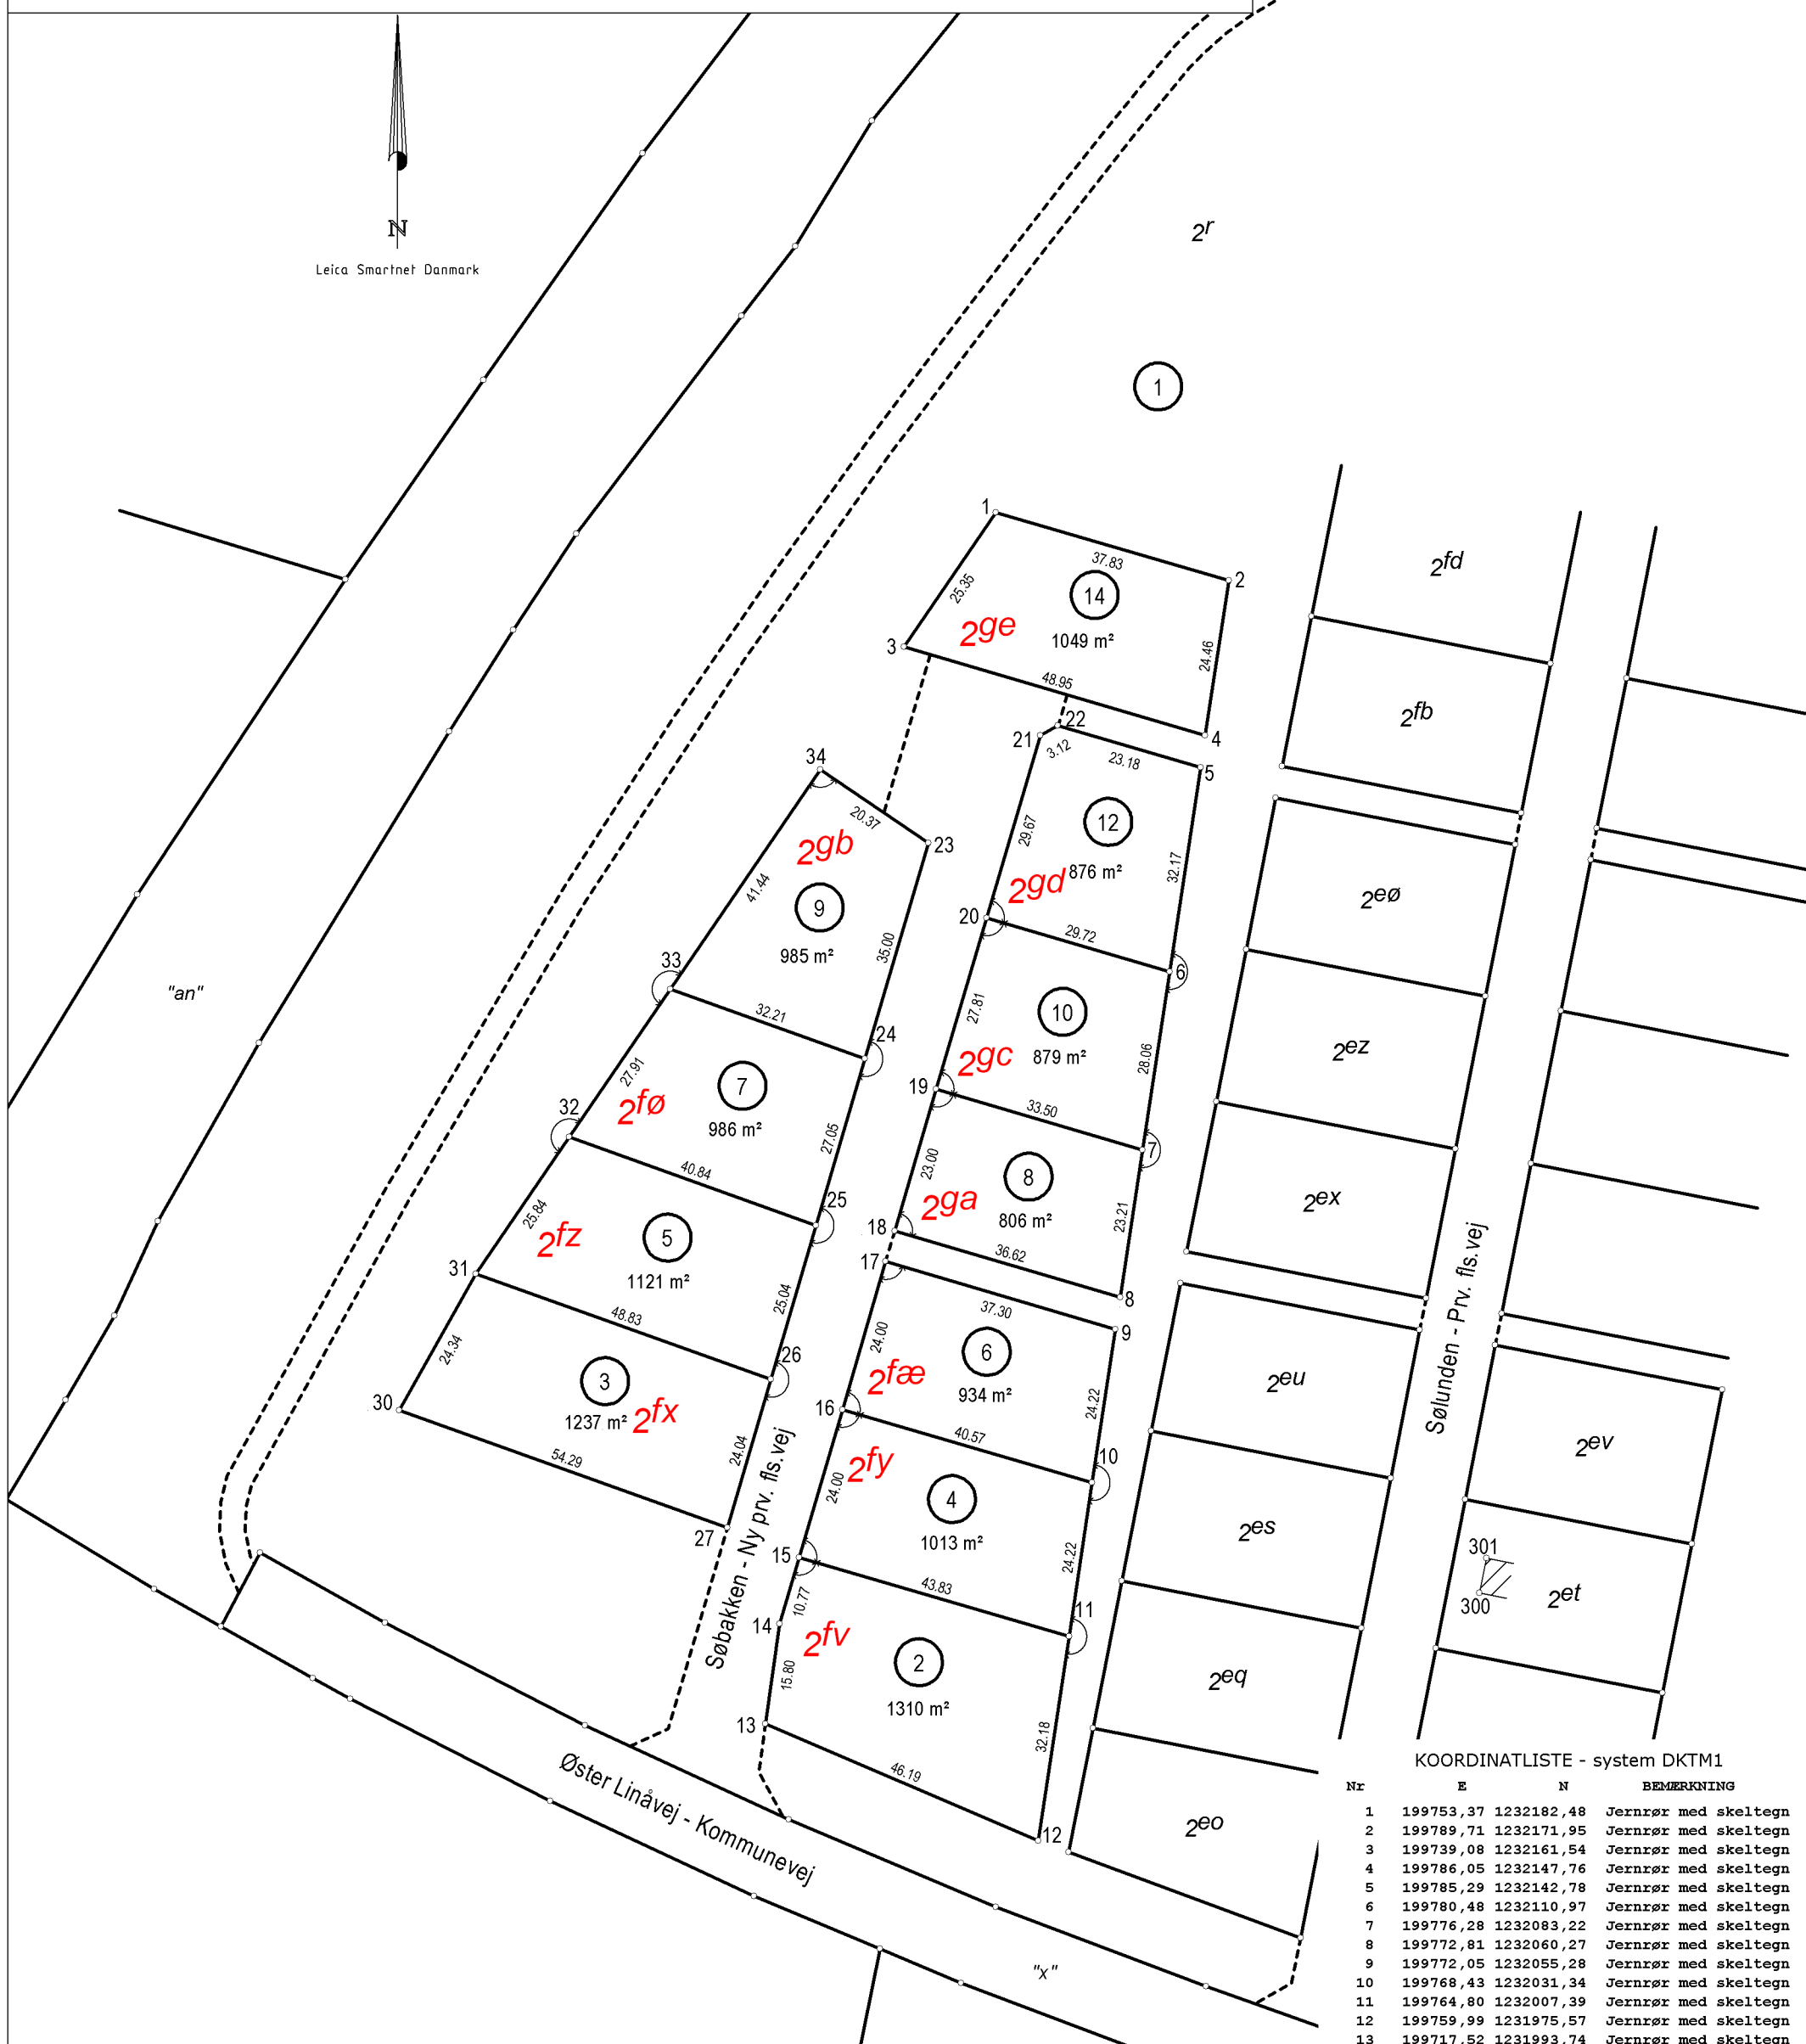 N
Leica Smartnet Danmark
2r
1
1
37.83
2
25.35
14
2ge
1049 m²
24.46
3
48.95
4
2fd
2fb
22
21
3.12
23.18
5
34
20.37
23
2gb
41.44
9
985 m²
35.00
29.67
12
876 m²
2gd
32.17
20
29.72
6
2eø
"an"
33
32.21
24
27.81
10
879 m²
2gc
28.06
19
33.50
7
2ez
27.91
7
2fø
986 m²
27.05
32
40.84
25
23.00
8
2ga
806 m²
23.21
18
36.62
8
2ex
25.84
5
2fz
1121 m²
25.04
31
48.83
26
17
37.30
9
24.00
6
2fæ
934 m²
24.22
2eu
Sølunden - Prv. fls. vej
24.34
3
1237 m²
2fx
24.04
30
54.29
27
16
40.57
10
2fy
24.00
4
1013 m²
24.22
2es
2ev
Søbakken - Ny prv. fls. vej
15
43.83
11
301
300
2et
10.77
14
2fv
15.80
2
1310 m²
32.18
2eq
13
46.19
12
2eo
Øster Linåvej - Kommunevej
"x"
KOORDINATLISTE - system DKTM1
Nr E N BEMÆRKNING
1 199753,37 1232182,48 Jernrør med skeltegn
2 199789,71 1232171,95 Jernrør med skeltegn
3 199739,08 1232161,54 Jernrør med skeltegn
4 199786,05 1232147,76 Jernrør med skeltegn
5 199785,29 1232142,78 Jernrør med skeltegn
6 199780,48 1232110,97 Jernrør med skeltegn
7 199776,28 1232083,22 Jernrør med skeltegn
8 199772,81 1232060,27 Jernrør med skeltegn
9 199772,05 1232055,28 Jernrør med skeltegn
10 199768,43 1232031,34 Jernrør med skeltegn
11 199764,80 1232007,39 Jernrør med skeltegn
12 199759,99 1231975,57 Jernrør med skeltegn
13 199717,52 1231993,74 Jernrør med skeltegn